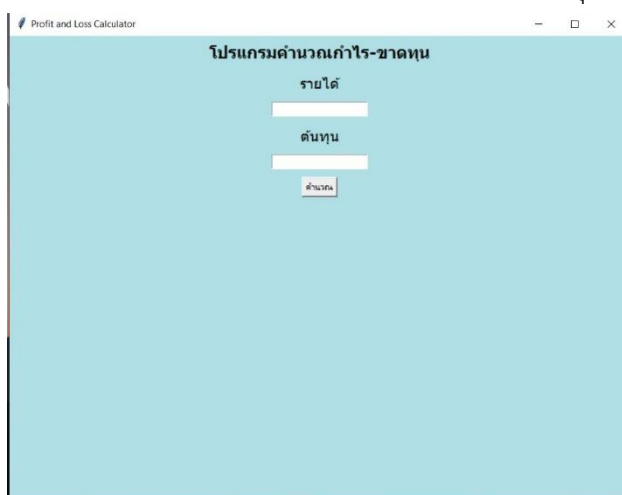 Profit and Loss Calculator
โปรแกรมคำนวณกำไร-ขาดทุน
รายได้
ต้นทุน
คำนวณ